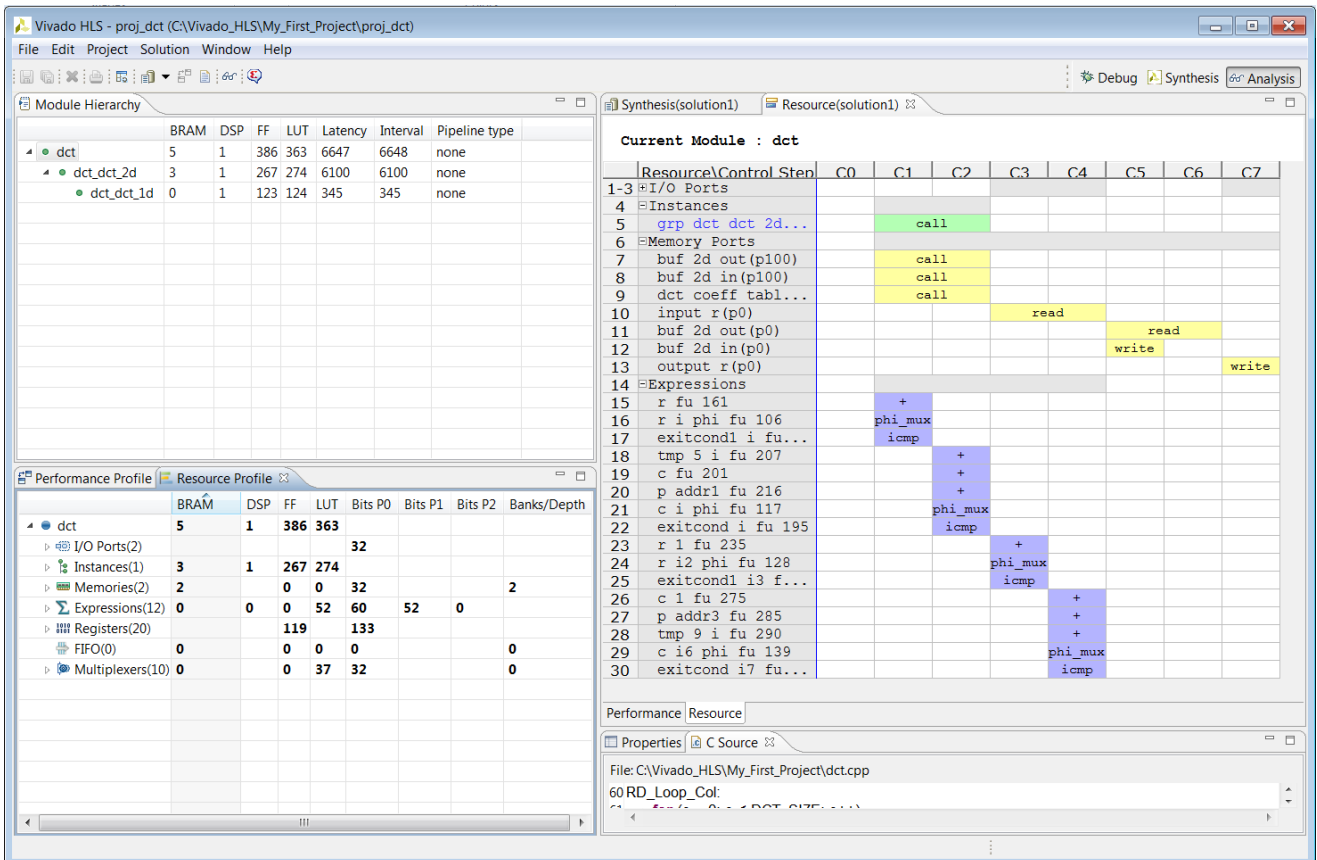 Vivado HLS - proj_dct (C:\Vivado_HLS\My_First_Project\proj_dct)
File Edit Project Solution Window Help
Debug Synthesis Analysis
Module Hierarchy
BRAM DSP FF LUT Latency Interval Pipeline type
dct 5 1 386 363 6647 6648 none
dct_dct_2d 3 1 267 274 6100 6100 none
dct_dct_1d 0 1 123 124 345 345 none
Performance Profile Resource Profile
BRAM DSP FF LUT Bits P0 Bits P1 Bits P2 Banks/Depth
dct 5 1 386 363
I/O Ports(2) 32
Instances(1) 3 1 267 274
Memories(2) 2 0 0 32 2
Expressions(12) 0 0 0 52 60 52 0
Registers(20) 119 133
FIFO(0) 0 0 0 0 0
Multiplexers(10) 0 0 37 32 0
Synthesis(solution1) Resource(solution1)
Current Module : dct
Resource\Control Step C0 C1 C2 C3 C4 C5 C6 C7
1-3 I/O Ports
4 Instances
5 grp dct dct 2d... call
6 Memory Ports
7 buf 2d out(p100) call
8 buf 2d in(p100) call
9 dct coeff tabl... call
10 input r(p0) read
11 buf 2d out(p0) read
12 buf 2d in(p0) write
13 output r(p0) write
14 Expressions
15 r fu 161 +
16 r i phi fu 106 phi_mux
17 exitcond1 i fu... icmp
18 tmp 5 i fu 207 +
19 c fu 201 +
20 p addr1 fu 216 +
21 c i phi fu 117 phi_mux
22 exitcond i fu 195 icmp
23 r 1 fu 235 +
24 r i2 phi fu 128 phi_mux
25 exitcond1 i3 f... icmp
26 c 1 fu 275 +
27 p addr3 fu 285 +
28 tmp 9 i fu 290 +
29 c i6 phi fu 139 phi_mux
30 exitcond i7 fu... icmp
Performance Resource
Properties C Source
File: C:\Vivado_HLS\My_First_Project\dct.cpp
60 RD_Loop_Col: